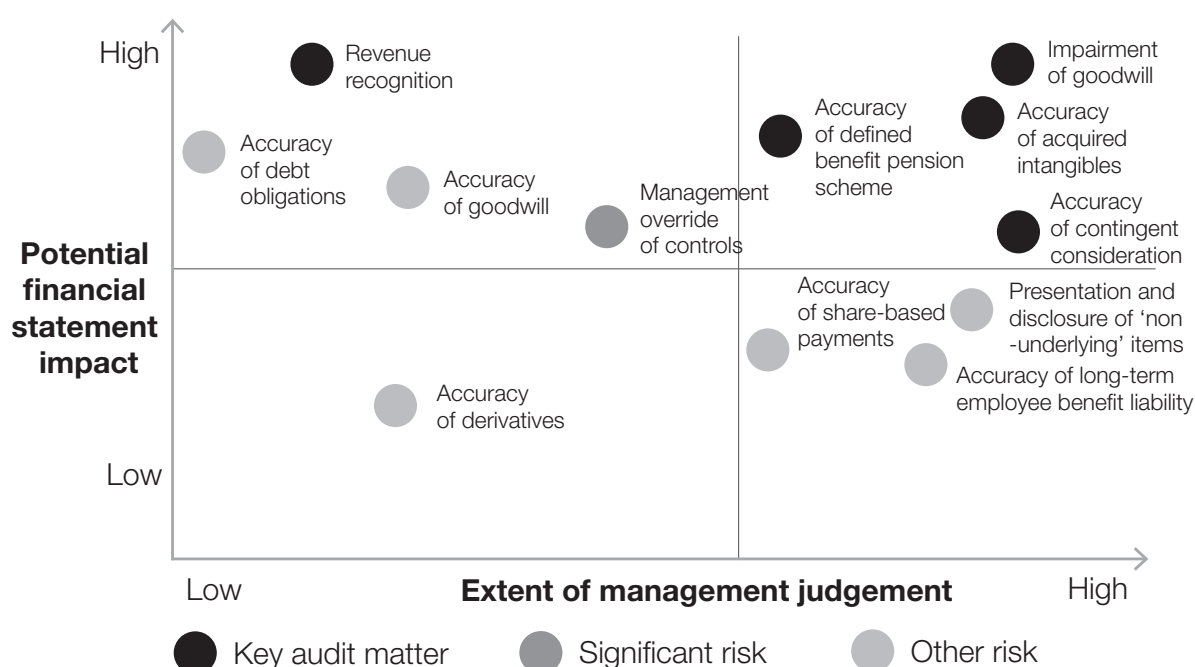 High
Revenue
recognition
Impairment
of goodwill
Accuracy
of defined
benefit pension
scheme
Accuracy
of acquired
intangibles
Accuracy
of debt
obligations
Accuracy
of goodwill
Management
override
of controls
Accuracy
of contingent
consideration
Potential
financial
statement
impact
Accuracy
of share-based
payments
Presentation and
disclosure of ‘non
-underlying’ items
Accuracy of long-term
employee benefit liability
Accuracy
of derivatives
Low
Low
Extent of management judgement
High
Key audit matter
Significant risk
Other risk